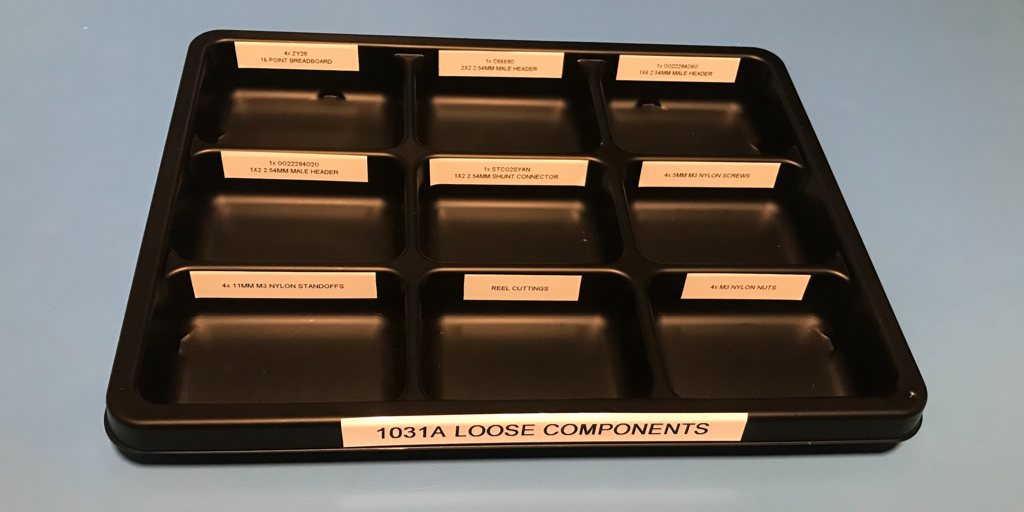 4x ZY28
16 POINT BREADBOARD
1x
2X2 2.54MM MALE HEADER
1x 0022284060
1X6 2.54MM MALE HEADER
1x 0022284020
1X2 2.54MM MALE HEADER
1x STC02SYAN
1X2 2.54MM SHUNT CONNECTOR
4x 5MM M3 NYLON SCREWS
4x 11MM M3 NYLON STANDOFFS
REEL CUTTINGS
4x M3 NYLON NUTS
1031A LOOSE COMPONENTS